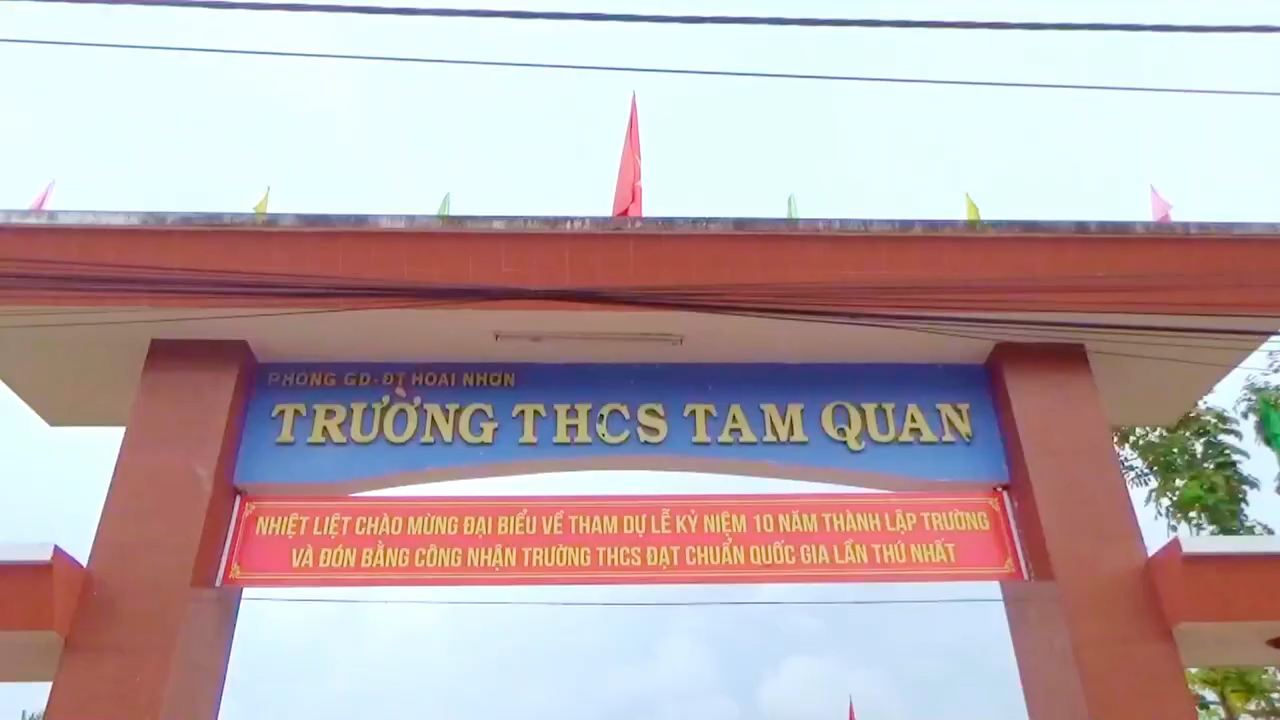 PHÒNG GD-ĐT HOÀI NHƠN
TRƯỜNG THCS TAM QUAN
NHIỆT LIỆT CHÀO MỪNG ĐẠI BIỂU VỀ THAM DỰ LỄ KỶ NIỆM 10 NĂM THÀNH LẬP TRƯỜNG
VÀ ĐÓN BẰNG CÔNG NHẬN TRƯỜNG THCS ĐẠT CHUẨN QUỐC GIA LẦN THỨ NHẤT